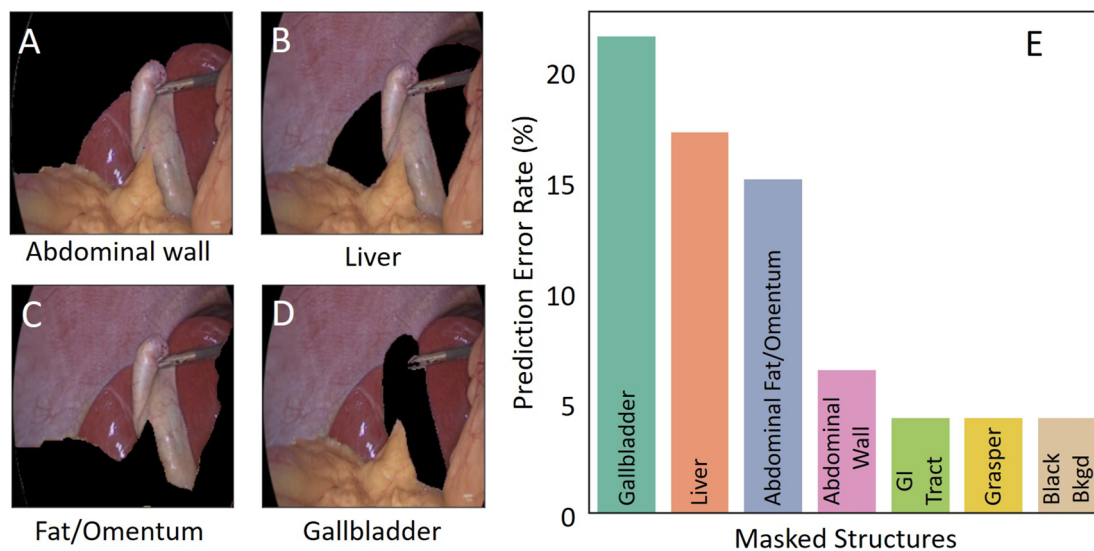 A
Abdominal wall
B
Liver
C
Fat/Omentum
D
Gallbladder
E
Prediction Error Rate (%)
20
15
10
5
0
Gallbladder
Liver
Abdominal Fat/Omentum
Abdominal
Wall
GI
Tract
Grasper
Black
Bkgd
Masked Structures